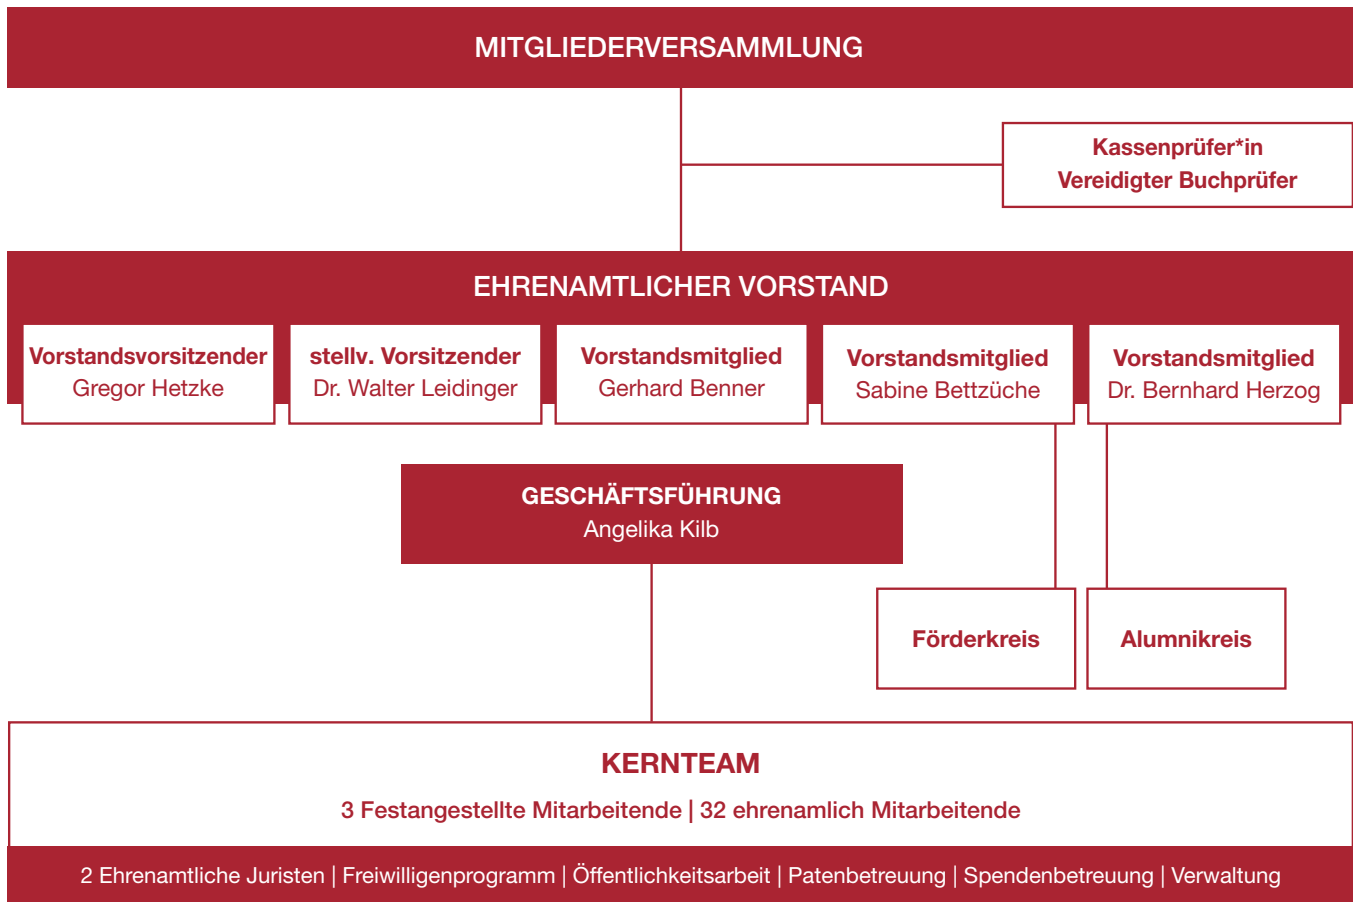 MITGLIEDERVERSAMMLUNG
Kassenprüfer*in
Vereidigter Buchprüfer
EHRENAMTLICHER VORSTAND
Vorstandsvorsitzender
Gregor Hetzke
stellv. Vorsitzender
Dr. Walter Leidinger
Vorstandsmitglied
Gerhard Benner
Vorstandsmitglied
Sabine Bettzüche
Vorstandsmitglied
Dr. Bernhard Herzog
GESCHÄFTSFÜHRUNG
Angelika Kilb
Förderkreis
Alumnikreis
KERNTEAM
3 Festangestellte Mitarbeitende | 32 ehrenamlich Mitarbeitende
2 Ehrenamtliche Juristen | Freiwilligenprogramm | Öffentlichkeitsarbeit | Patenbetreuung | Spendenbetreuung | Verwaltung